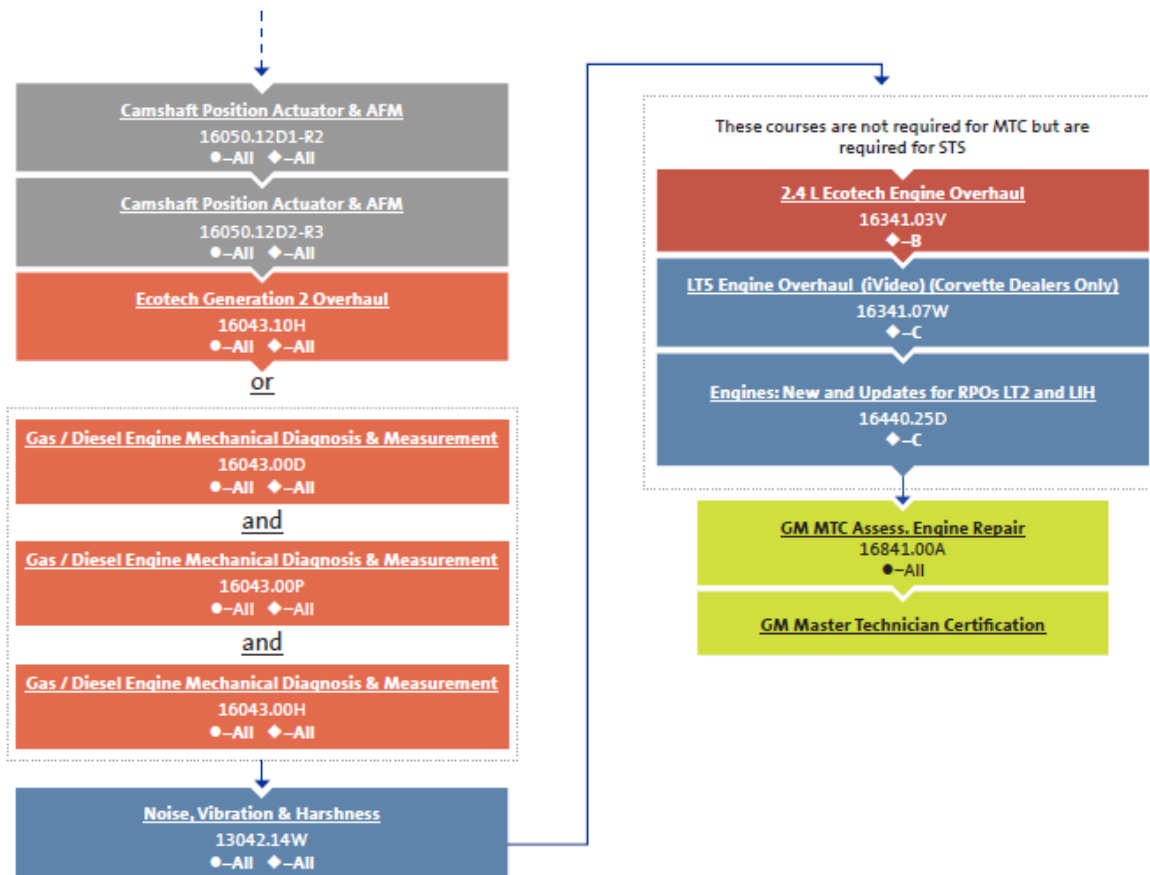 Camshaft Position Actuator & AFM
16050.12D1-R2
●–All ◆–All
Camshaft Position Actuator & AFM
16050.12D2-R3
●–All ◆–All
Ecotech Generation 2 Overhaul
16043.10H
●–All ◆–All
or
Gas / Diesel Engine Mechanical Diagnosis & Measurement
16043.00D
●–All ◆–All
and
Gas / Diesel Engine Mechanical Diagnosis & Measurement
16043.00P
●–All ◆–All
and
Gas / Diesel Engine Mechanical Diagnosis & Measurement
16043.00H
●–All ◆–All
Noise, Vibration & Harshness
13042.14W
●–All ◆–All
These courses are not required for MTC but are
required for STS
2.4 L Ecotech Engine Overhaul
16341.03V
◆–B
LT5 Engine Overhaul (iVideo) (Corvette Dealers Only)
16341.07W
◆–C
Engines: New and Updates for RPOs LT2 and LIH
16440.25D
◆–C
GM MTC Assess. Engine Repair
16841.00A
●–All
GM Master Technician Certification